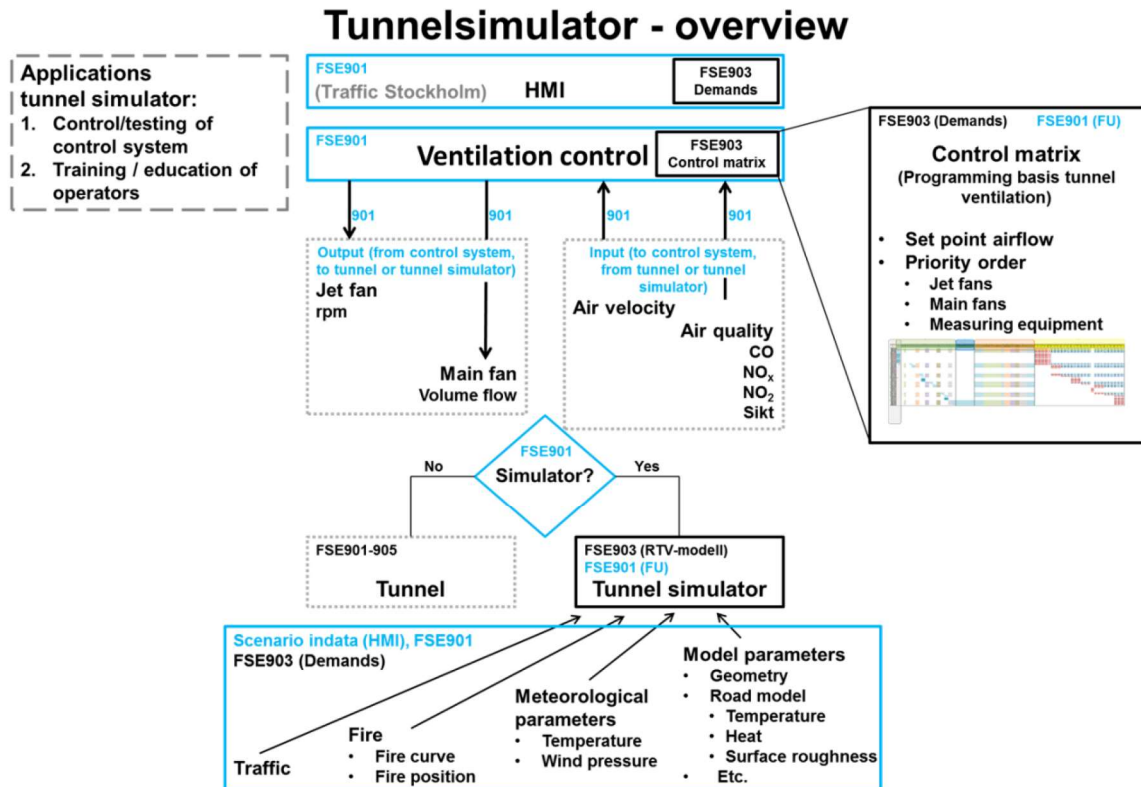 Tunnelsimulator - overview
Applications
tunnel simulator:
1. Control/testing of
control system
2. Training / education of
operators
FSE901
(Traffic Stockholm) HMI
FSE903
Demands
FSE901
Ventilation control
FSE903
Control matrix
901
901
901
901
Output (from control system,
to tunnel or tunnel simulator)
Jet fan
rpm
Main fan
Volume flow
Input (to control system,
from tunnel or tunnel
simulator)
Air velocity
Air quality
CO
NOx
NO2
Sikt
FSE903 (Demands) FSE901 (FU)
Control matrix
(Programming basis tunnel
ventilation)
• Set point airflow
• Priority order
• Jet fans
• Main fans
• Measuring equipment
FSE901
Simulator?
No
Yes
FSE901-905
Tunnel
FSE903 (RTV-modell)
FSE901 (FU)
Tunnel simulator
Scenario indata (HMI), FSE901
FSE903 (Demands)
Traffic
Fire
• Fire curve
• Fire position
Meteorological
parameters
• Temperature
• Wind pressure
Model parameters
• Geometry
• Road model
• Temperature
• Heat
• Surface roughness
• Etc.